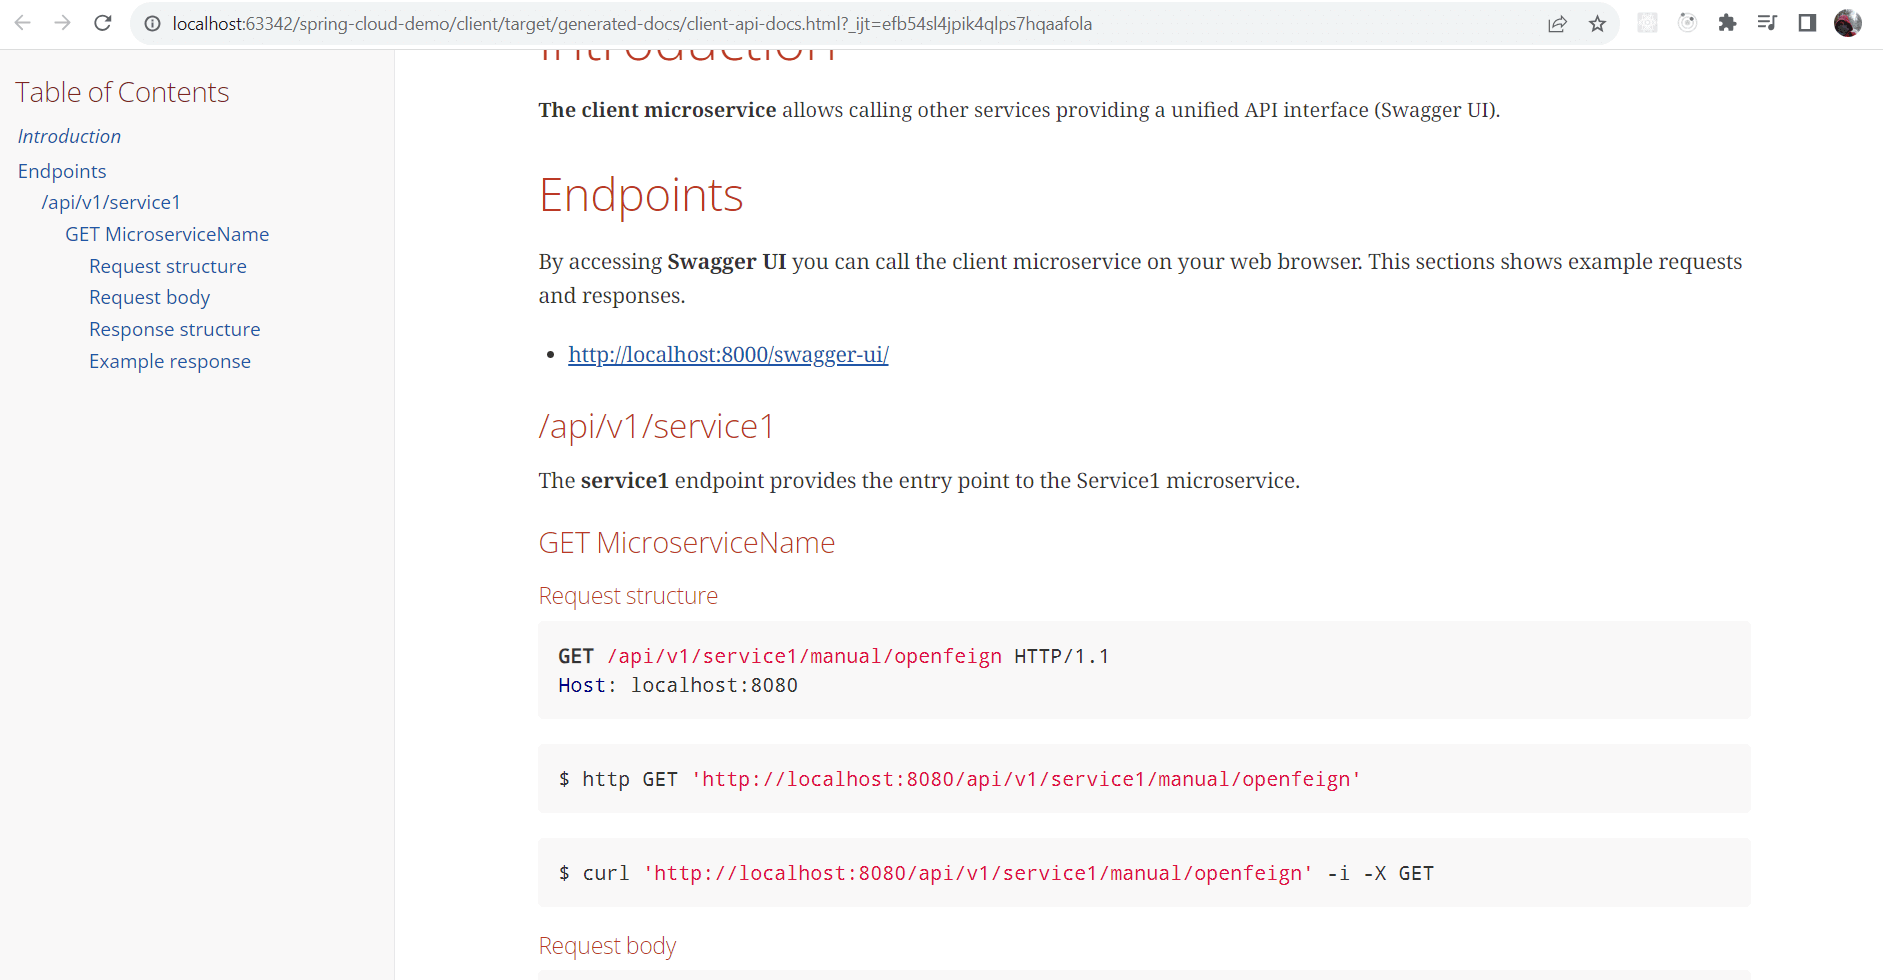 localhost:63342/spring-cloud-demo/client/target/generated-docs/client-api-docs.html?_ijt=efb54sl4jpik4qlps7hqaafola
Table of Contents
Introduction
Endpoints
/api/v1/service1
GET MicroserviceName
Request structure
Request body
Response structure
Example response
Introduction
The client microservice allows calling other services providing a unified API interface (Swagger UI).
Endpoints
By accessing Swagger UI you can call the client microservice on your web browser. This sections shows example requests
and responses.
• http://localhost:8000/swagger-ui/
/api/v1/service1
The service1 endpoint provides the entry point to the Service1 microservice.
GET MicroserviceName
Request structure
GET /api/v1/service1/manual/openfeign HTTP/1.1
Host: localhost:8080
$ http GET 'http://localhost:8080/api/v1/service1/manual/openfeign'
$ curl 'http://localhost:8080/api/v1/service1/manual/openfeign' -i -X GET
Request body